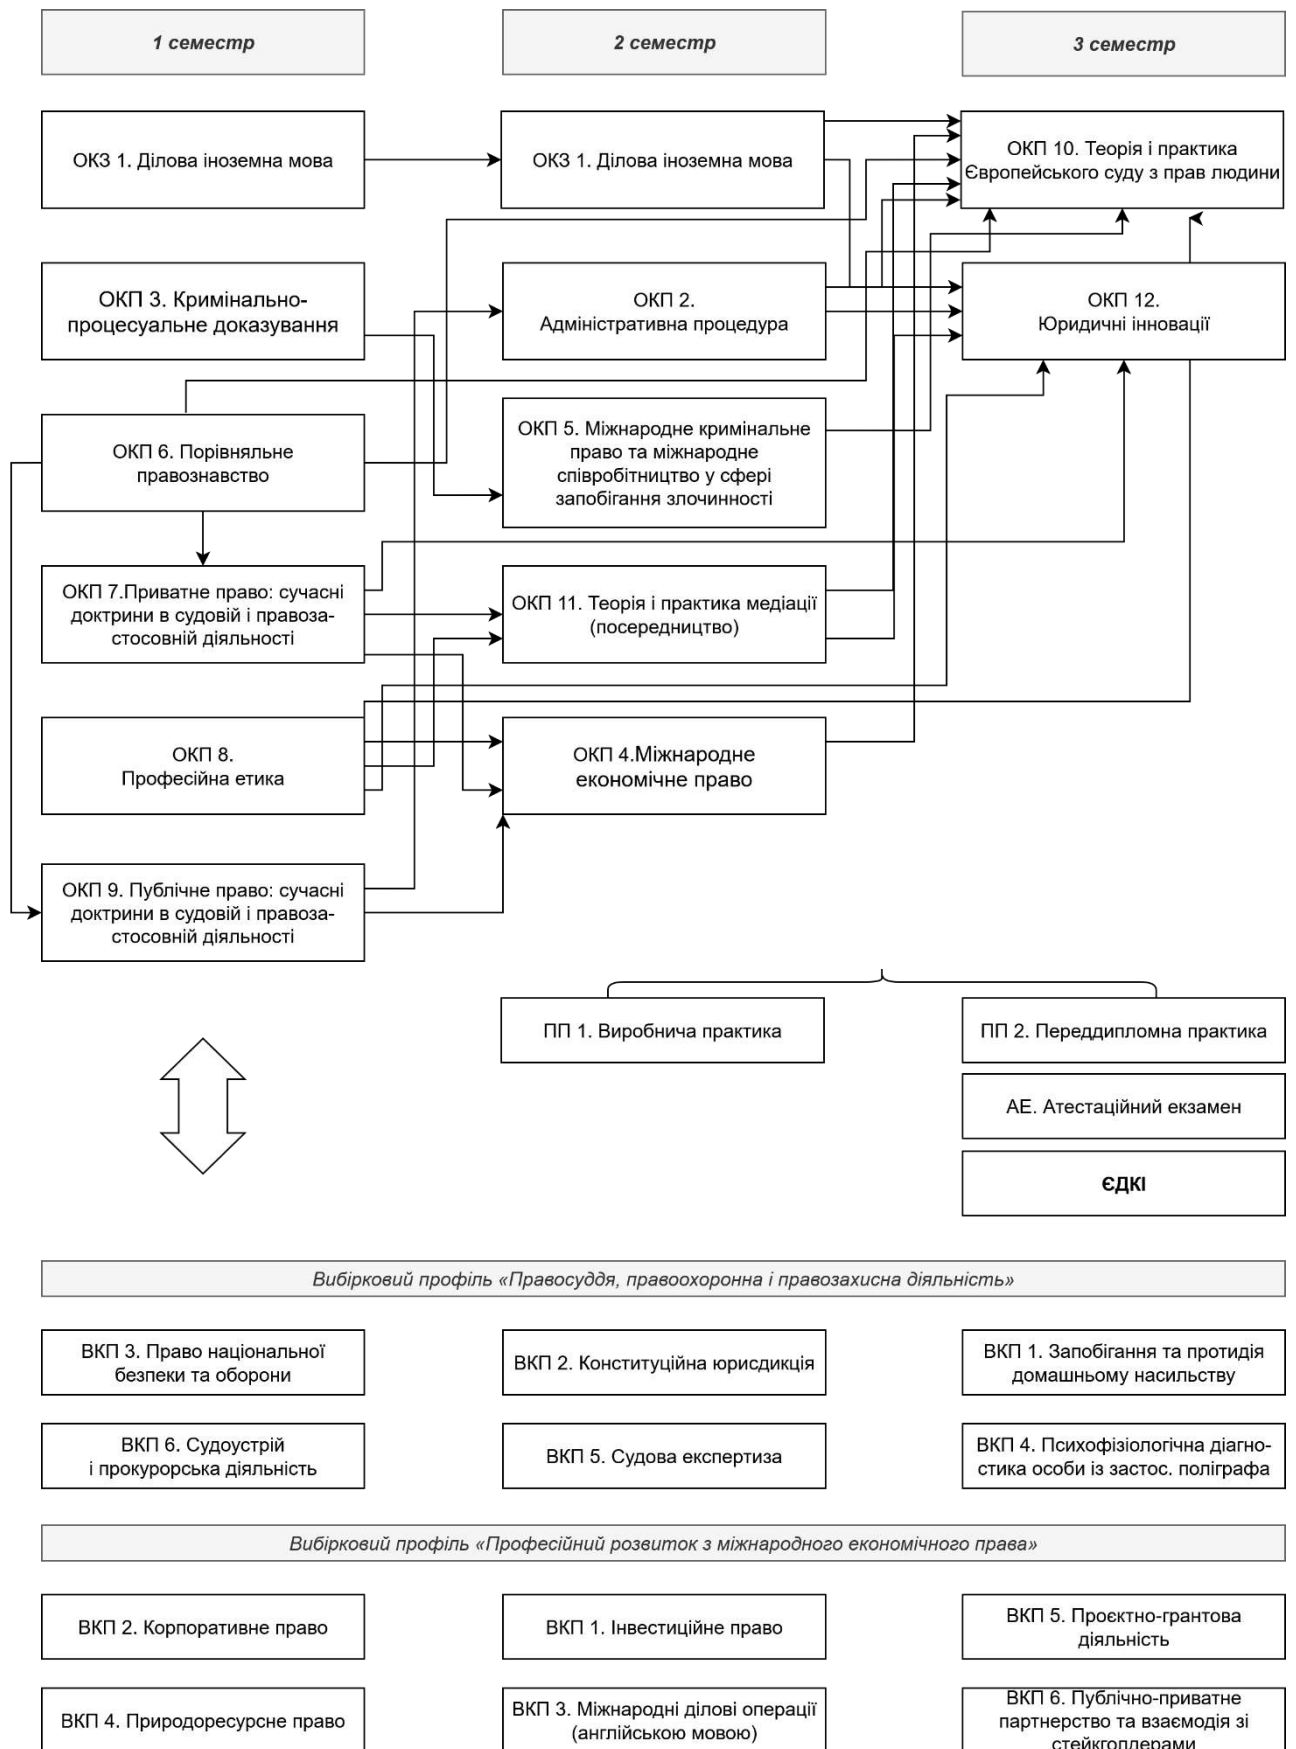 1 семестр
2 семестр
3 семестр
ОКЗ 1. Ділова іноземна мова
ОКЗ 1. Ділова іноземна мова
ОКП 10. Теорія і практика
Європейського суду з прав людини
ОКП 3. Кримінально-
процесуальне доказування
ОКП 2.
Адміністративна процедура
ОКП 12.
Юридичні інновації
ОКП 6. Порівняльне
правознавство
ОКП 5. Міжнародне кримінальне
право та міжнародне
співробітництво у сфері
запобігання злочинності
ОКП 7.Приватне право: сучасні
доктрини в судовій і правоза-
стосовній діяльності
ОКП 11. Теорія і практика медіації
(посередництво)
ОКП 8.
Професійна етика
ОКП 4.Міжнародне
економічне право
ОКП 9. Публічне право: сучасні
доктрини в судовій і правоза-
стосовній діяльності
ПП 1. Виробнича практика
ПП 2. Переддипломна практика
АЕ. Атестаційний екзамен
ЄДКІ
Вибірковий профіль «Правосуддя, правоохоронна і правозахисна діяльність»
ВКП 3. Право національної
безпеки та оборони
ВКП 2. Конституційна юрисдикція
ВКП 1. Запобігання та протидія
домашньому насильству
ВКП 6. Судоустрій
і прокурорська діяльність
ВКП 5. Судова експертиза
ВКП 4. Психофізіологічна діагно-
стика особи із застос. поліграфа
Вибірковий профіль «Професійний розвиток з міжнародного економічного права»
ВКП 2. Корпоративне право
ВКП 1. Інвестиційне право
ВКП 5. Проєктно-грантова
діяльність
ВКП 4. Природоресурсне право
ВКП 3. Міжнародні ділові операції
(англійською мовою)
ВКП 6. Публічно-приватне
партнерство та взаємодія зі
стейкголдерами